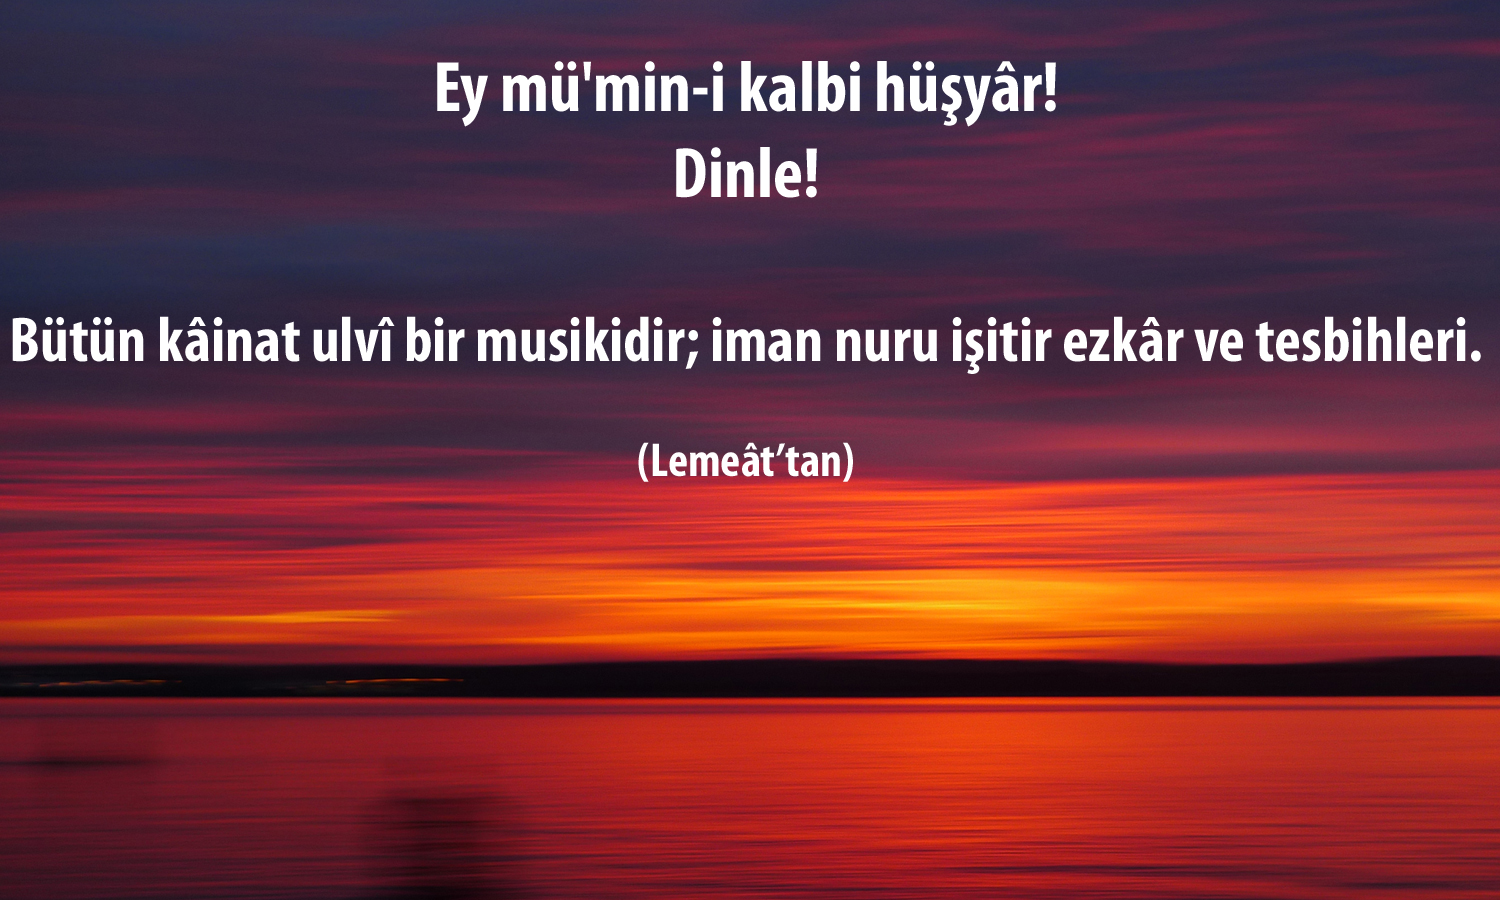 Ey mü'min-i kalbi hüşyâr!
Dinle!
Bütün kâinat ulvî bir musikidir; iman nuru işitir ezkâr ve tesbihleri.
(Lemeât’tan)